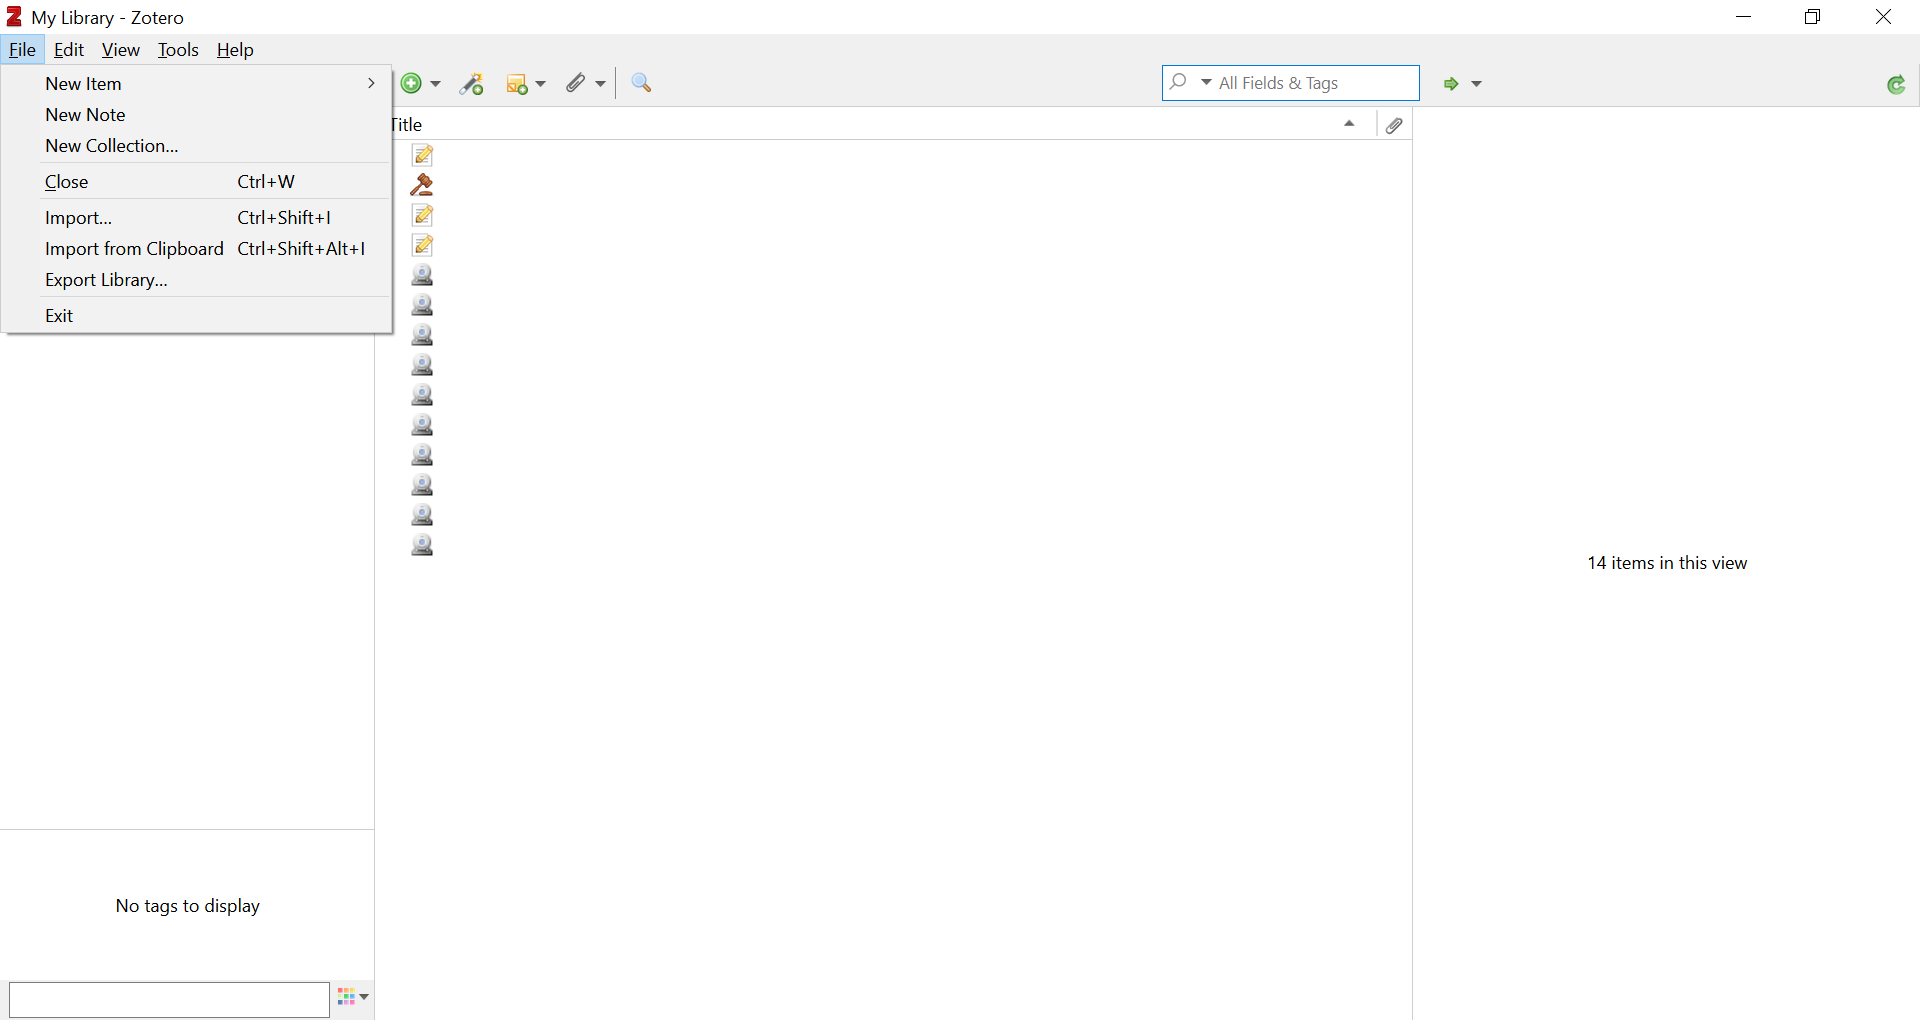 My Library - Zotero
File Edit View Tools Help
New Item
New Note
New Collection...
Close Ctrl+W
Import... Ctrl+Shift+I
Import from Clipboard Ctrl+Shift+Alt+I
Export Library...
Exit
All Fields & Tags
Title
14 items in this view
No tags to display